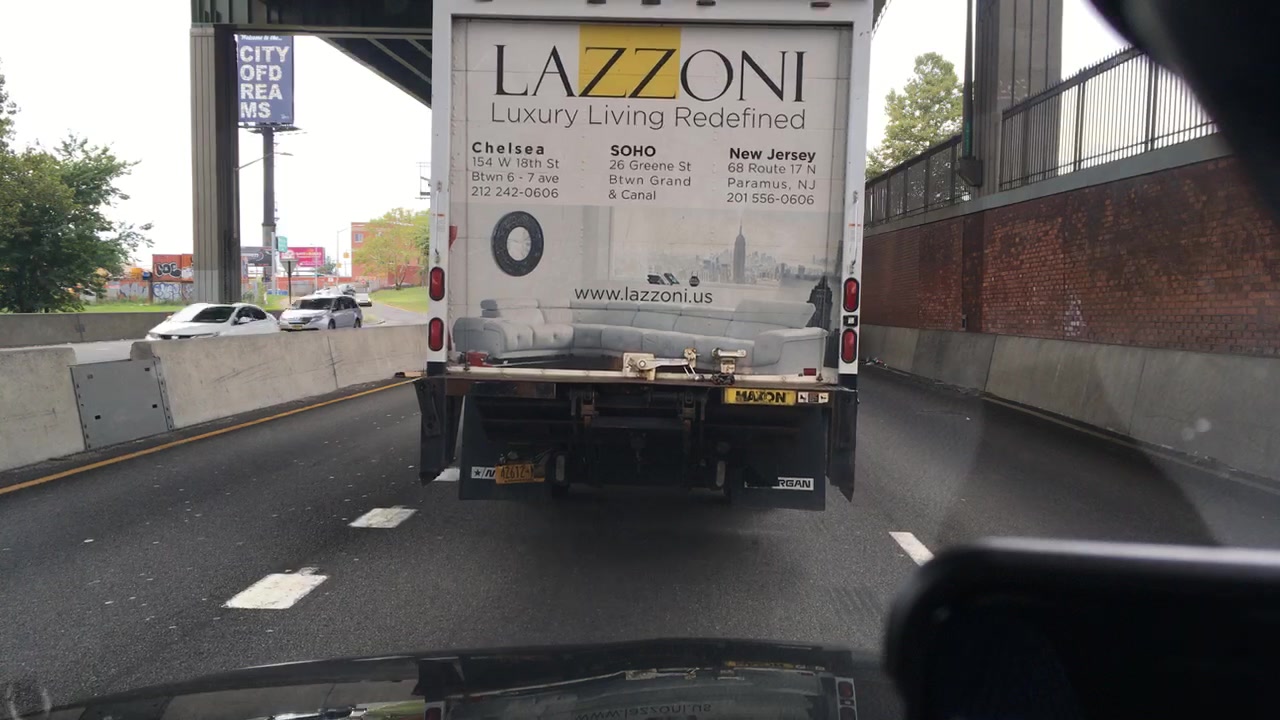 CITY
OFD
REA
MS
LAZZONI
Luxury Living Redefined
Chelsea
154 W 18th St
Btwn 6 - 7 ave
212 242-0606
SOHO
26 Greene St
Btwn Grand
& Canal
New Jersey
68 Route 17 N
Paramus, NJ
201 556-0606
www.lazzoni.us
MAXON